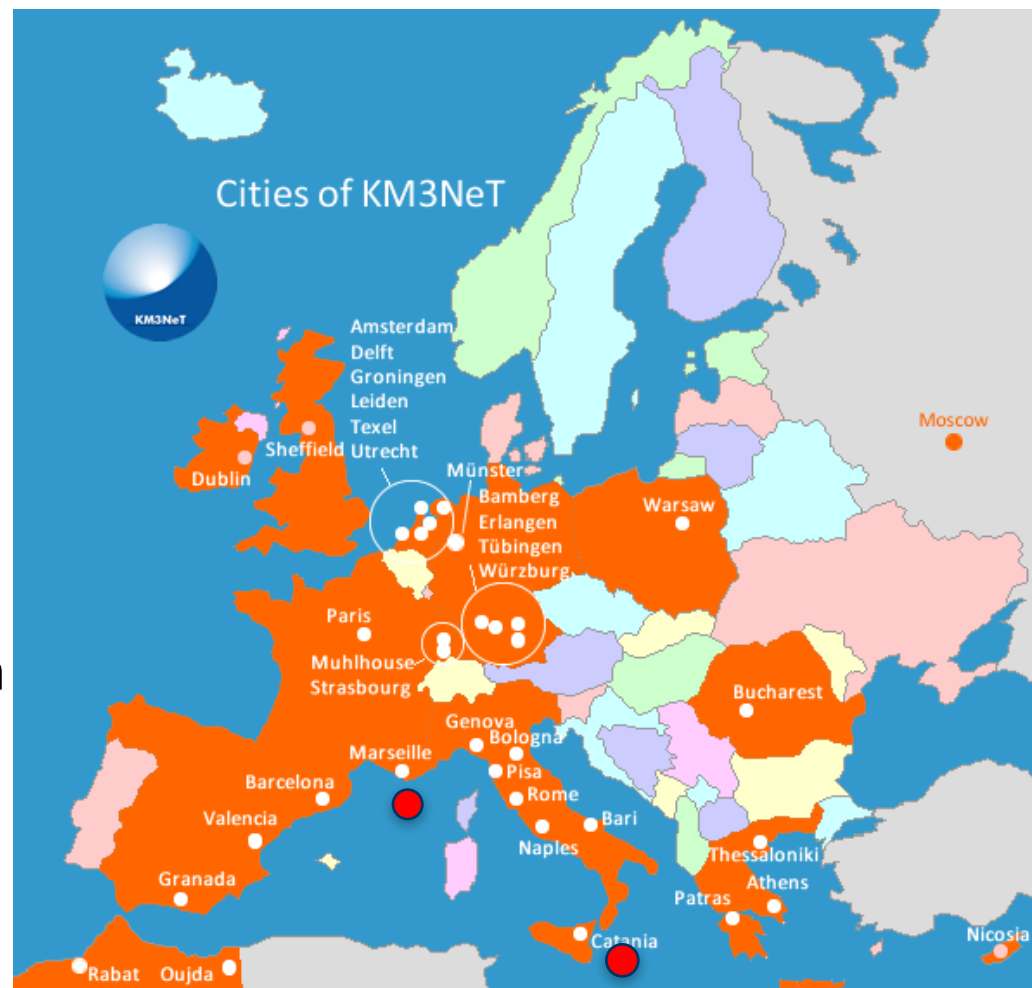 Cities of KM3NeT
KM3NeT
Amsterdam
Delft
Groningen
Leiden
Texel
Utrecht
Sheffield
Dublin
Münster
Bamberg
Erlangen
Tübingen
Würzburg
Moscow
Warsaw
Paris
Muhlhouse
Strasbourg
Bucharest
Genova
Bologna
Marseille
Pisa
Barcelona
Rome
Valencia
Bari
Naples
Thessaloniki
Granada
Athens
Patras
Catania
Nicosia
Rabat
Oujda